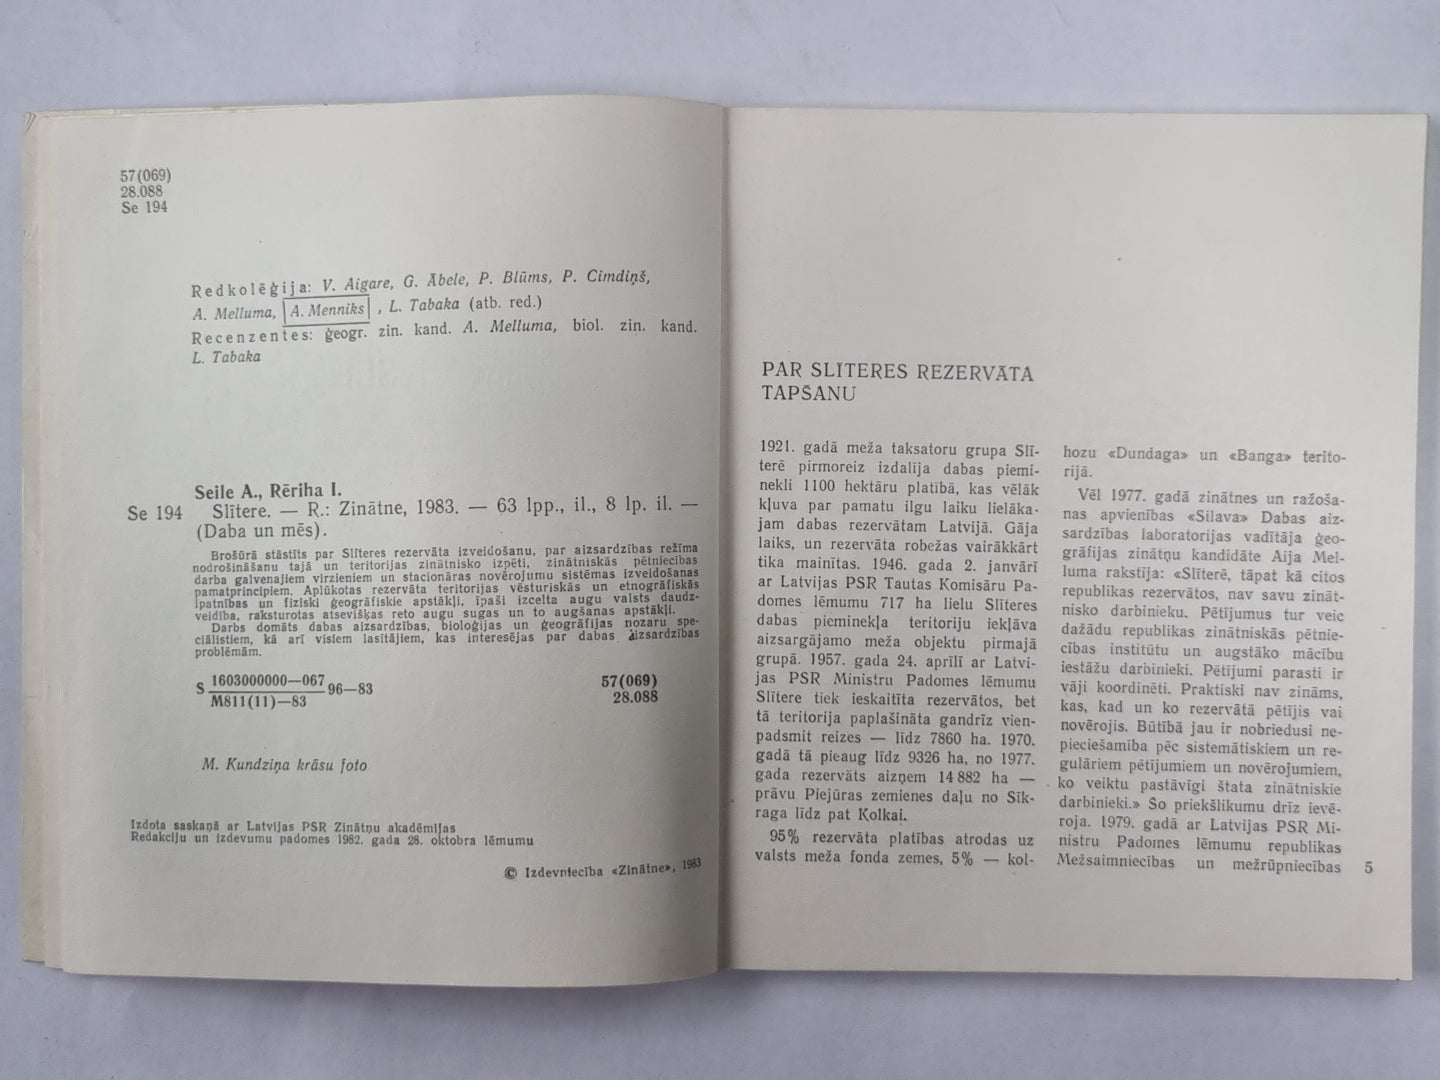 57(069)
28.088
Se 194
Redkolēģija: V. Aigare, G. Ābele, P. Blūms, P. Cimdiņš,
A. Melluma, A. Menniks, L. Tabaka (atb. red.)
Recenzentes: ģeogr. zin. kand. A. Melluma, biol. zin. kand.
L. Tabaka
Seile A., Rēriha I.
Se 194 Slītere. — R.: Zinātne, 1983. — 63 lpp., il., 8 lp. il. —
(Daba un mēs).
Brošūrā stāstīts par Slīteres rezervāta izveidošanu, par aizsardzības režīma
nodrošināšanu tajā un teritorijas zinātnisko izpēti, zinātniskās pētniecības
darba galvenajiem virzieniem un stacionāras novērojumu sistēmas izveidošanas
pamatprincipiem. Aplūkotas rezervāta teritorijas vēsturiskās un etnogrāfiskās
īpatnības un fiziski ģeogrāfiskie apstākļi, īpaši izcelta augu valsts daudz-
veidība, raksturotas atsevišķas reto augu sugas un to augšanas apstākļi.
Darbs domāts dabas aizsardzības, bioloģijas un ģeogrāfijas nozaru spe-
ciālistiem, kā arī visiem lasītājiem, kas interesējas par dabas aizsardzības
problēmām.
S 1603000000—067 96—83
M811(11)—83
57(069)
28.088
M. Kundziņa krāsu foto
Izdota saskaņā ar Latvijas PSR Zinātņu akadēmijas
Redakciju un izdevumu padomes 1982. gada 28. oktobra lēmumu
© Izdevniecība «Zinātne», 1983
PAR SLĪTERES REZERVĀTA
TAPŠANU
1921. gadā meža taksatoru grupa Slī-
terē pirmoreiz izdalīja dabas piemi-
nekli 1100 hektāru platībā, kas vēlāk
kļuva par pamatu ilgu laiku lielāka-
jam dabas rezervātam Latvijā. Gāja
laiks, un rezervāta robežas vairākkārt
tika mainītas. 1946. gada 2. janvārī
ar Latvijas PSR Tautas Komisāru Pa-
domes lēmumu 717 ha lielu Slīteres
dabas pieminekļa teritoriju iekļāva
aizsargājamo meža objektu pirmajā
grupā. 1957. gada 24. aprīlī ar Latvi-
jas PSR Ministru Padomes lēmumu
Slītere tiek ieskaitīta rezervātos, bet
tā teritorija paplašināta gandrīz vien-
padsmit reizes — līdz 7860 ha. 1970.
gadā tā pieaug līdz 9326 ha, no 1977.
gada rezervāts aizņem 14 882 ha —
prāvu Piejūras zemienes daļu no Sīk-
raga līdz pat Kolkai.
95% rezervāta platības atrodas uz
valsts meža fonda zemes, 5% — kol-
hozu «Dundaga» un «Banga» terito-
rijā.
Vēl 1977. gadā zinātnes un ražoša-
nas apvienības «Silava» Dabas aiz-
sardzības laboratorijas vadītāja ģeo-
grāfijas zinātņu kandidāte Aija Mel-
luma rakstīja: «Slīterē, tāpat kā citos
republikas rezervātos, nav savu zināt-
nisko darbinieku. Pētījumus tur veic
dažādu republikas zinātniskās pētnie-
cības institūtu un augstāko mācību
iestāžu darbinieki. Pētījumi parasti ir
vāji koordinēti. Praktiski nav zināms,
kas, kad un ko rezervātā pētījis vai
novērojis. Būtībā jau ir nobriedusi ne-
pieciešamība pēc sistemātiskiem un re-
gulāriem pētījumiem un novērojumiem,
ko veiktu pastāvīgi štata zinātniskie
darbinieki.» Šo priekšlikumu drīz ievē-
roja. 1979. gadā ar Latvijas PSR Mi-
nistru Padomes lēmumu republikas
Mežsaimniecības un mežrūpniecības
5